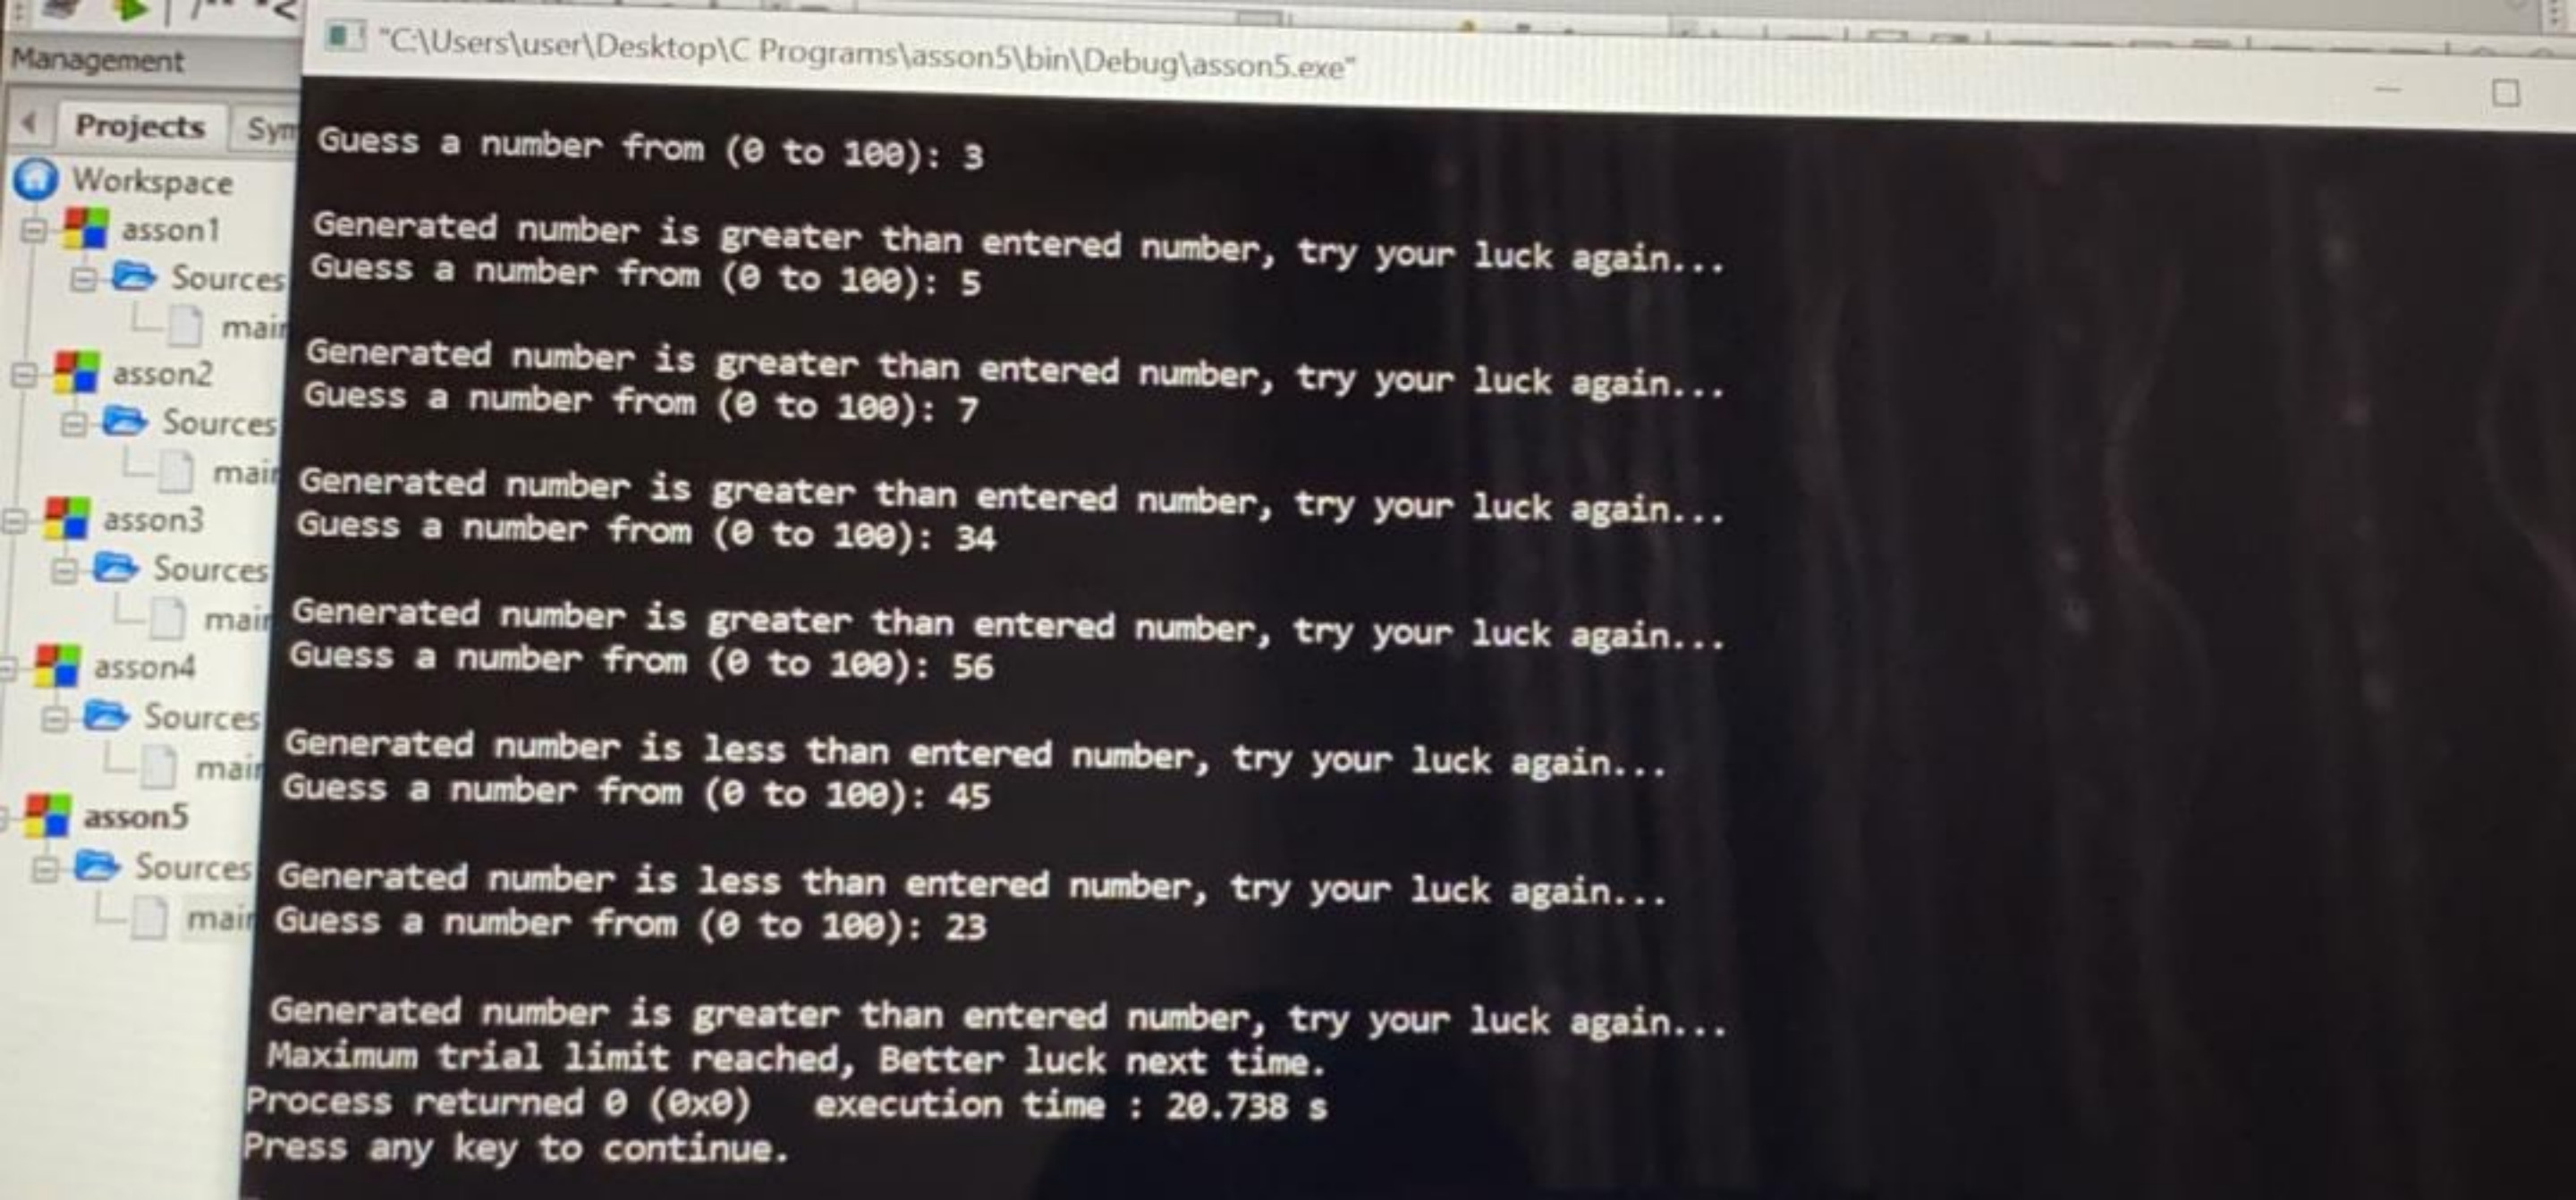 Management
"C:\Users\user\Desktop\C Programs\asson5\bin\Debug\asson5.exe"
Projects
Sym
Workspace
asson1
Sources
main
asson2
Sources
main
asson3
Sources
main
asson4
Sources
main
asson5
Sources
main
Guess a number from (0 to 100): 3
Generated number is greater than entered number, try your luck again...
Guess a number from (0 to 100): 5
Generated number is greater than entered number, try your luck again...
Guess a number from (0 to 100): 7
Generated number is greater than entered number, try your luck again...
Guess a number from (0 to 100): 34
Generated number is greater than entered number, try your luck again...
Guess a number from (0 to 100): 56
Generated number is less than entered number, try your luck again...
Guess a number from (0 to 100): 45
Generated number is less than entered number, try your luck again...
Guess a number from (0 to 100): 23
Generated number is greater than entered number, try your luck again...
Maximum trial limit reached, Better luck next time.
Process returned 0 (0x0)   execution time : 20.738 s
Press any key to continue.